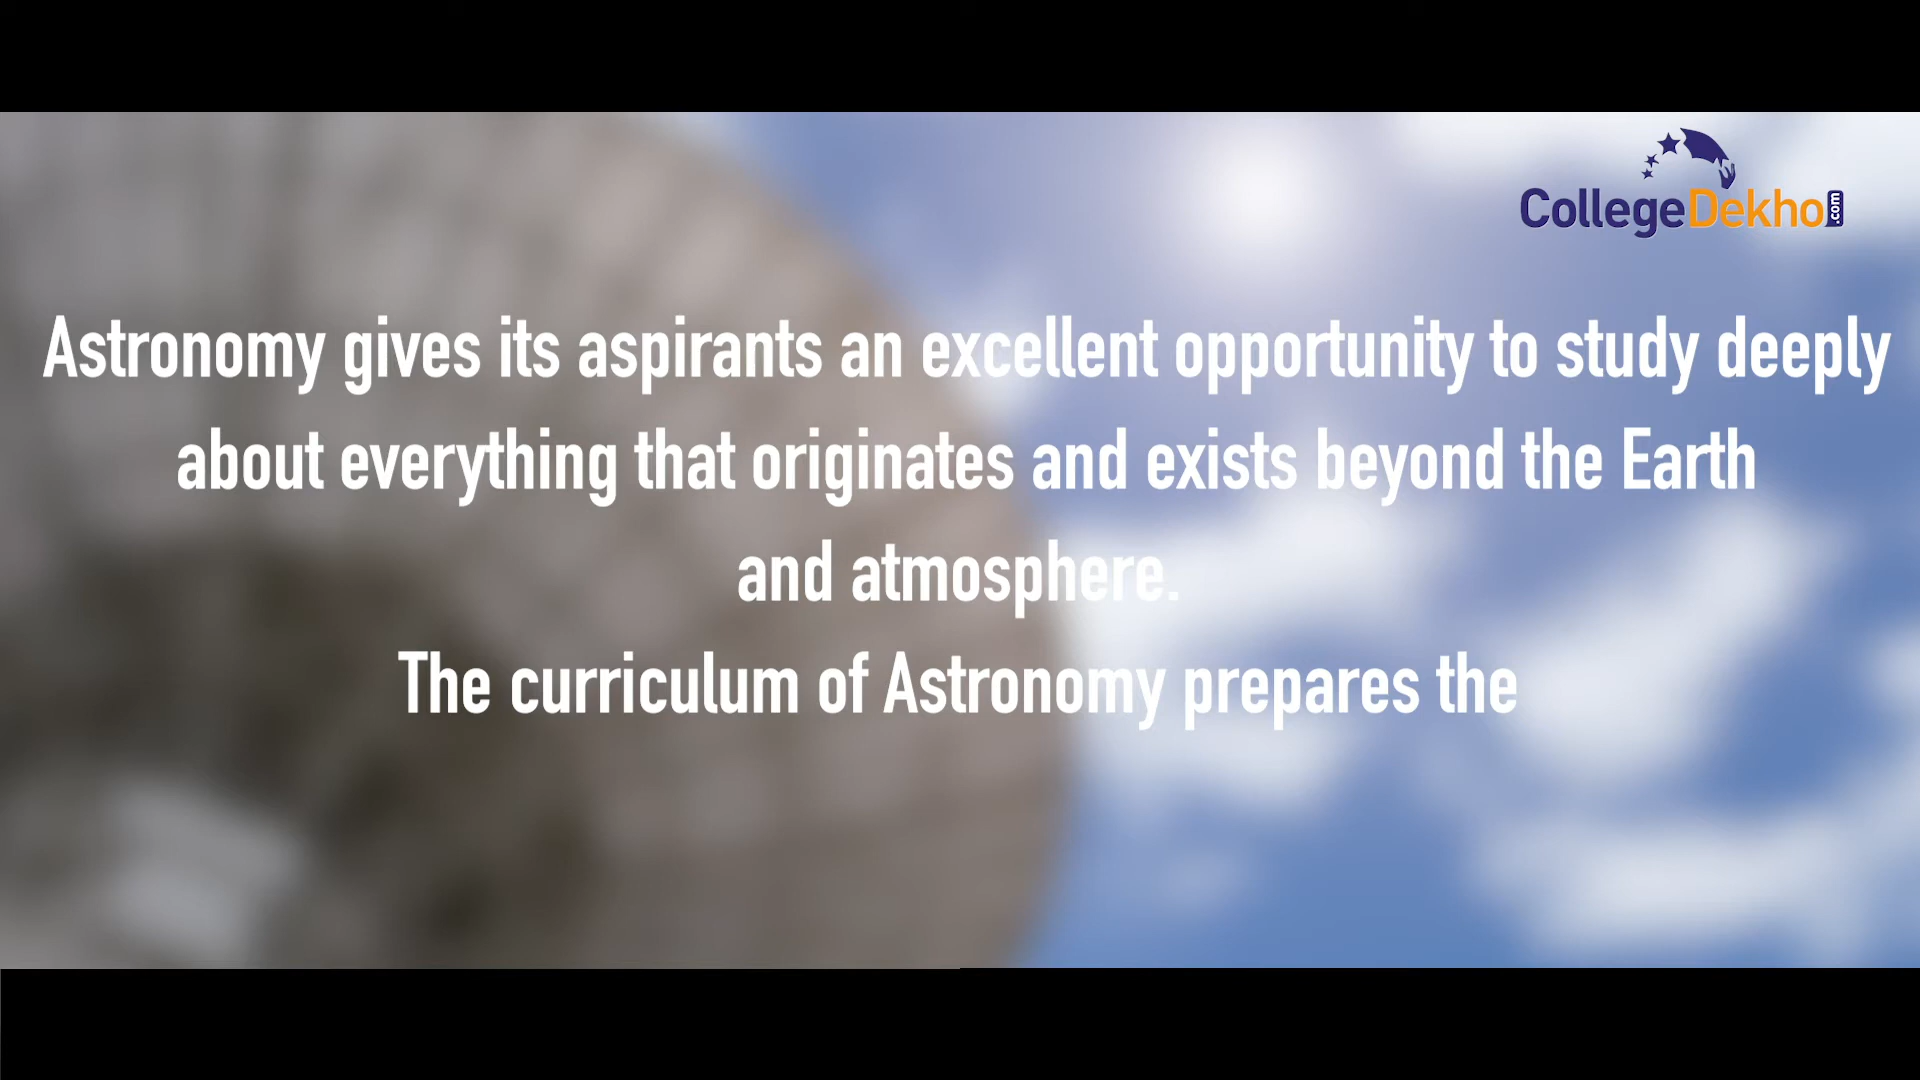 CollegeDekho.com
Astronomy gives its aspirants an excellent opportunity to study deeply
about everything that originates and exists beyond the Earth
and atmosphere.
The curriculum of Astronomy prepares the